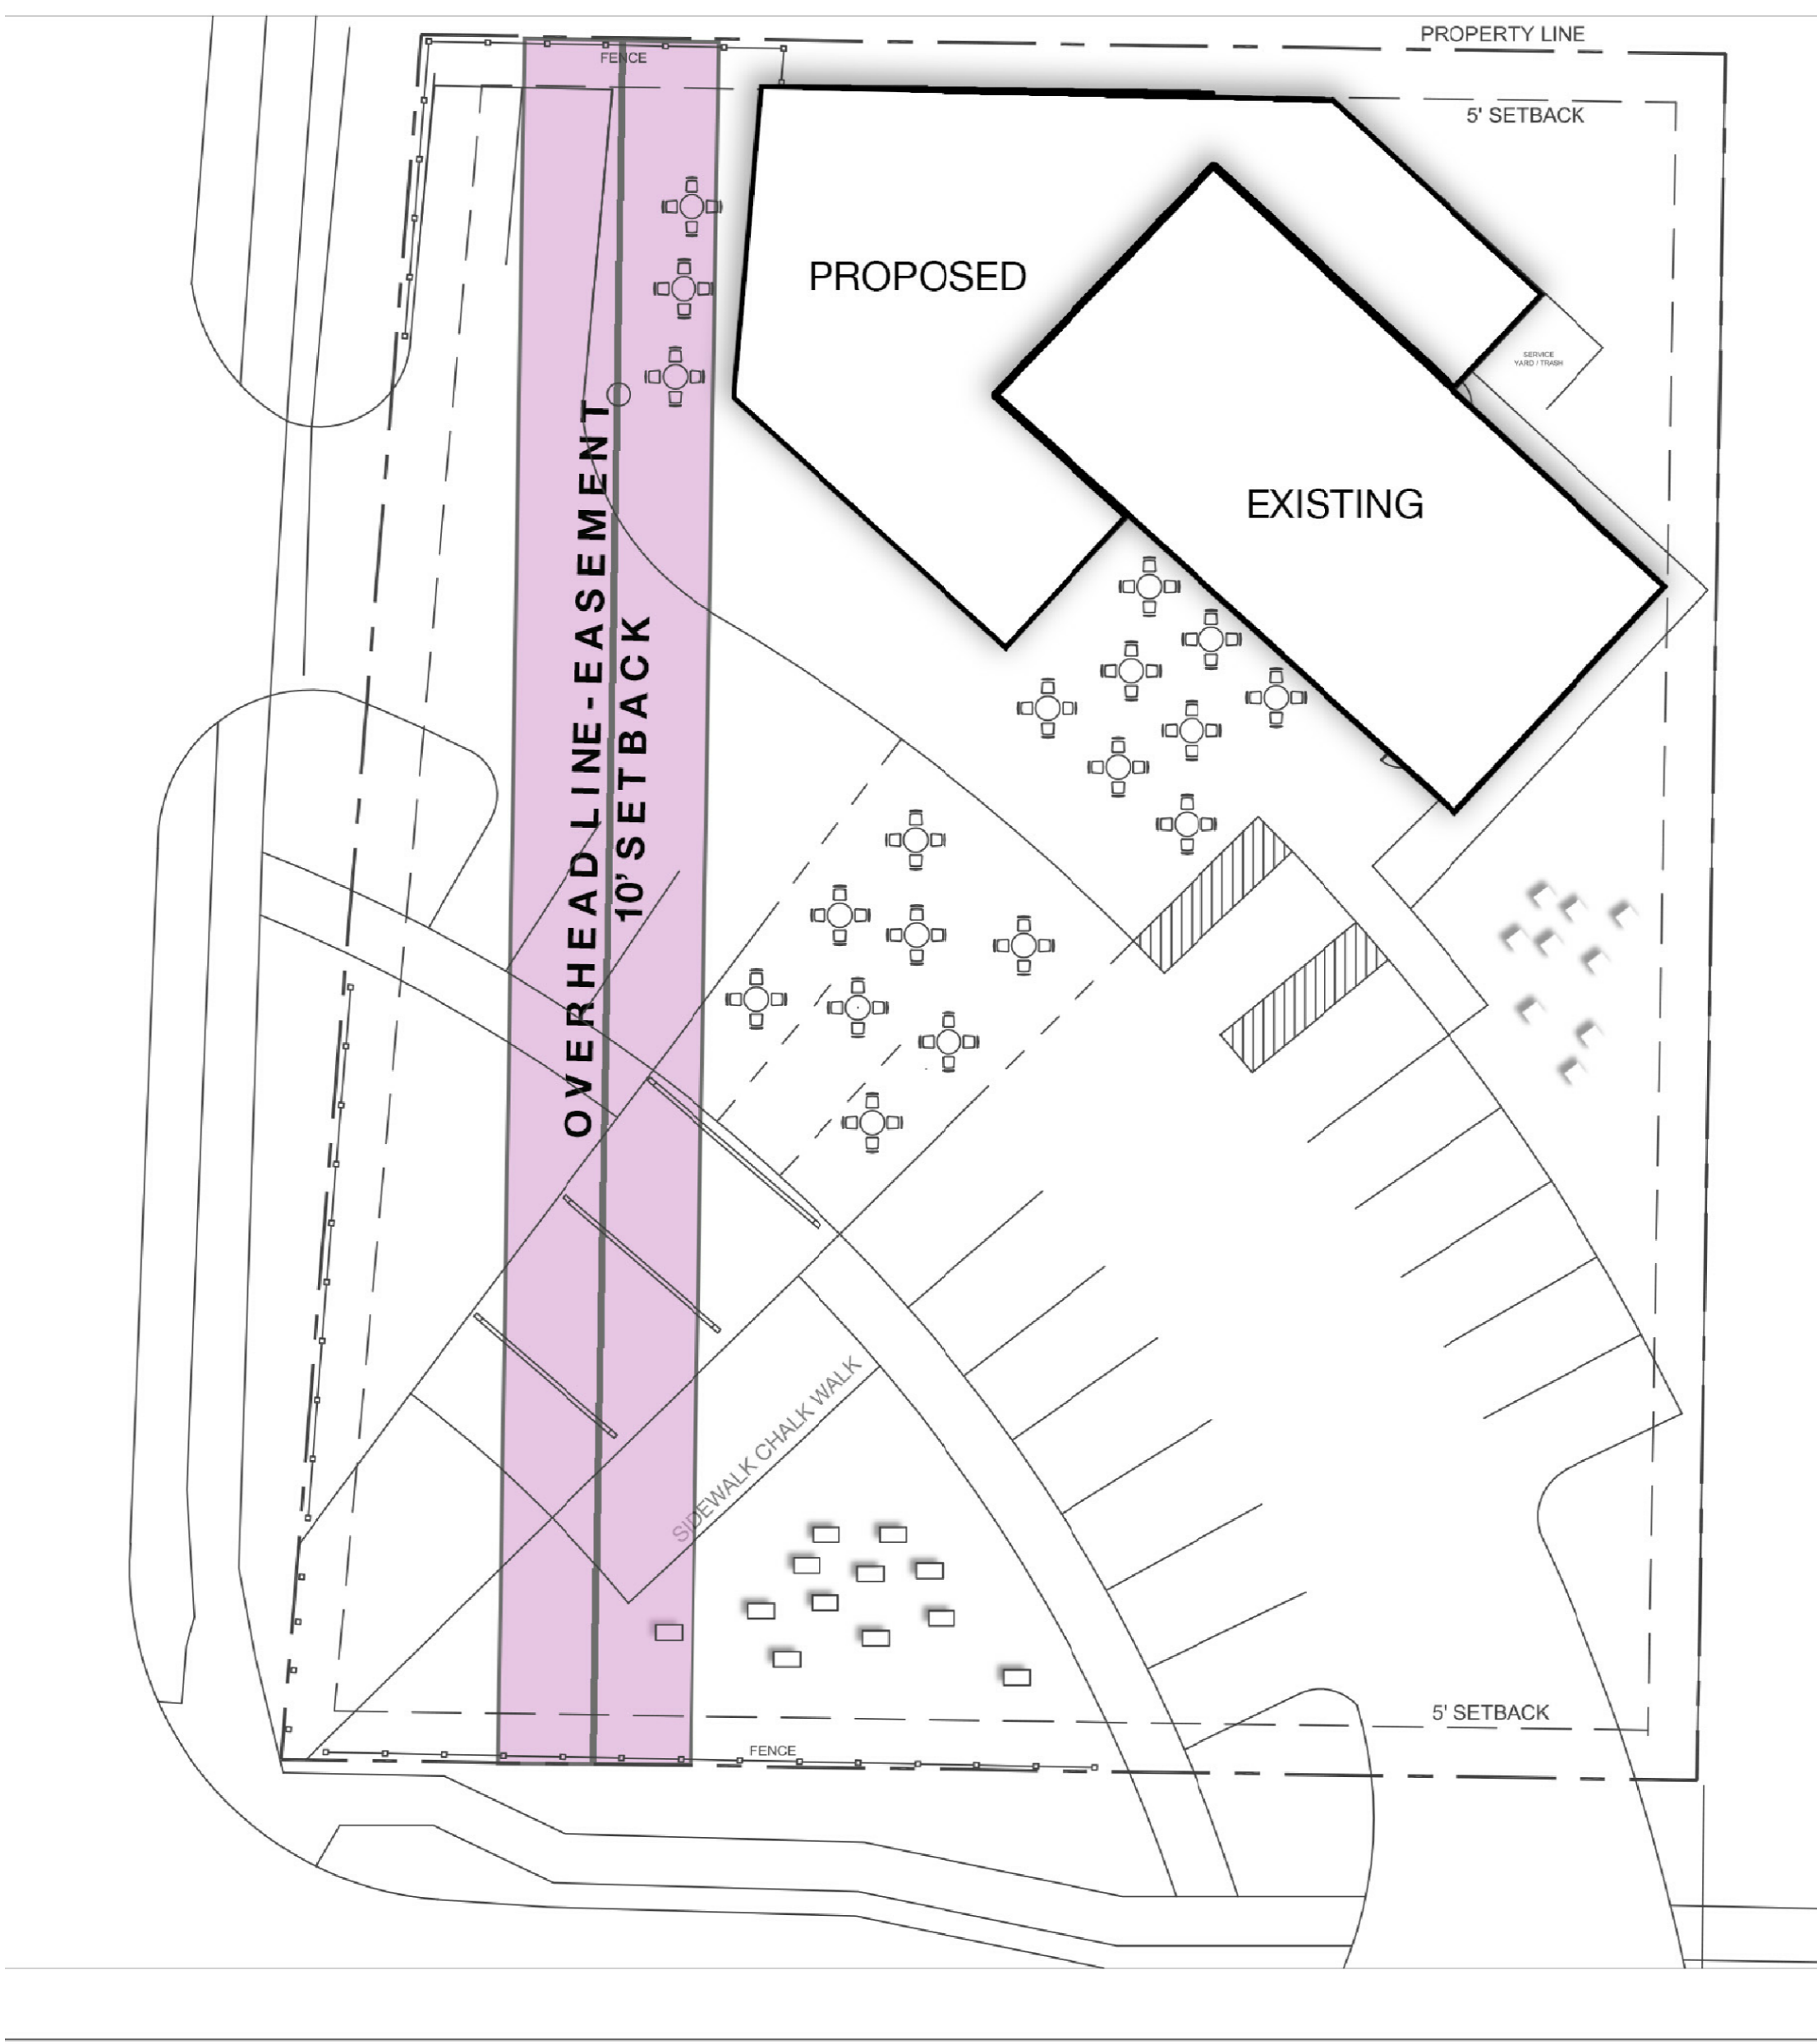 PROPERTY LINE
FENCE
5' SETBACK
PROPOSED
SERVICE
YARD / TRASH
EXISTING
OVERHEAD LINE-EASEMENT
10' SETBACK
SIDEWALK CHALK WALK
5' SETBACK
FENCE